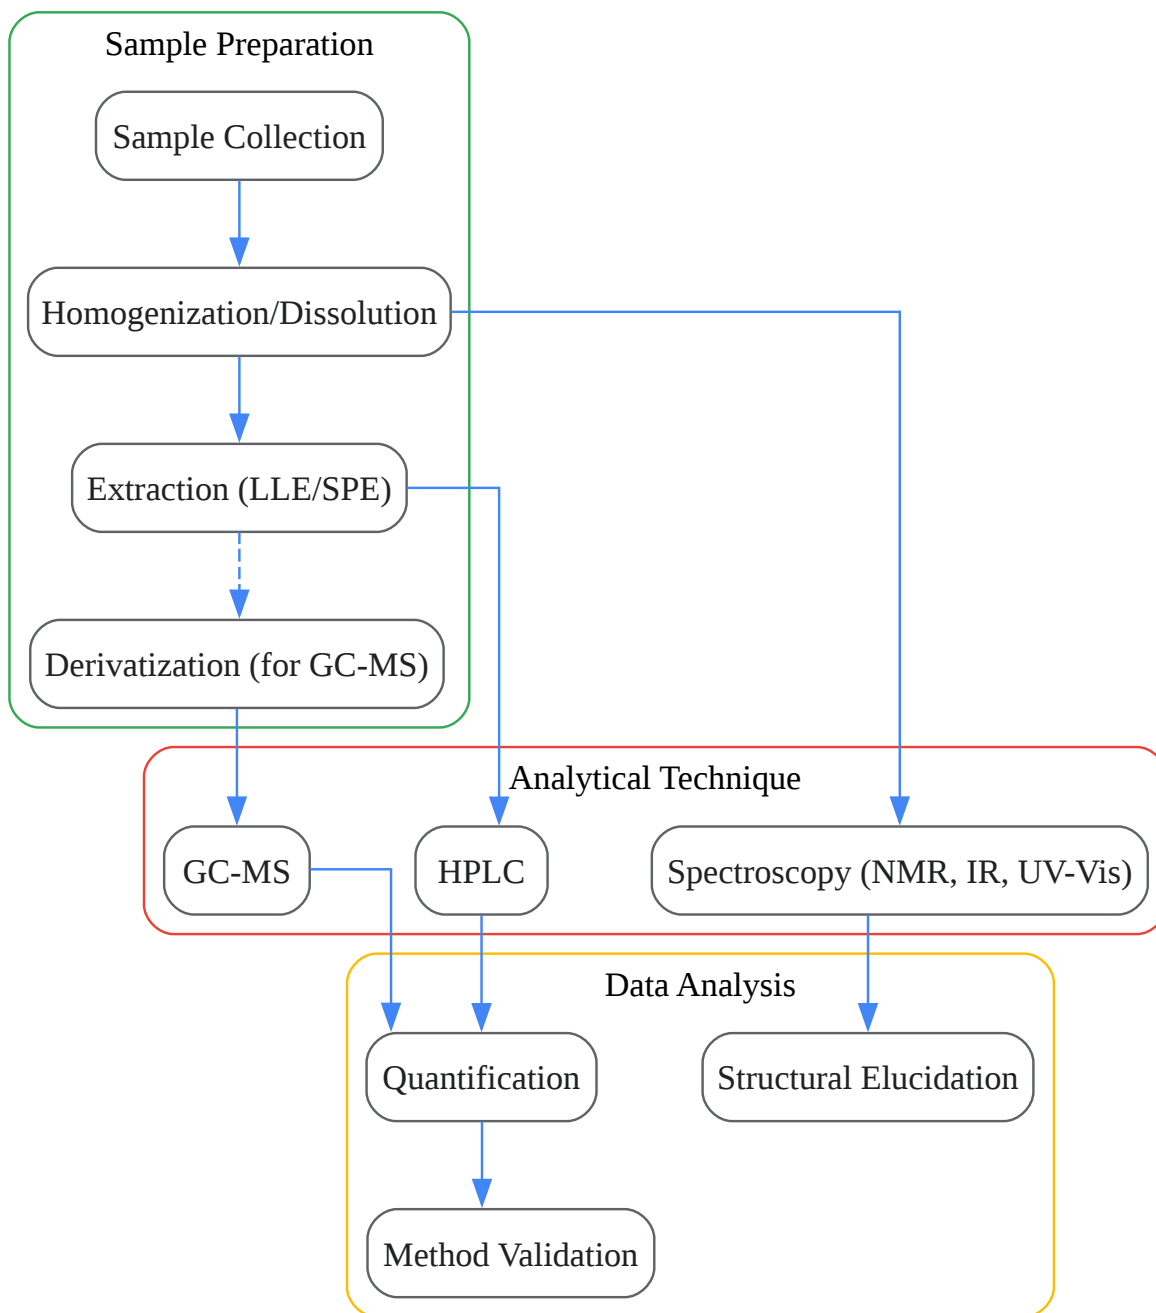 Sample Preparation
Sample Collection
Homogenization/Dissolution
Extraction (LLE/SPE)
Derivatization (for GC-MS)
Analytical Technique
GC-MS
HPLC
Spectroscopy (NMR, IR, UV-Vis)
Data Analysis
Quantification
Structural Elucidation
Method Validation